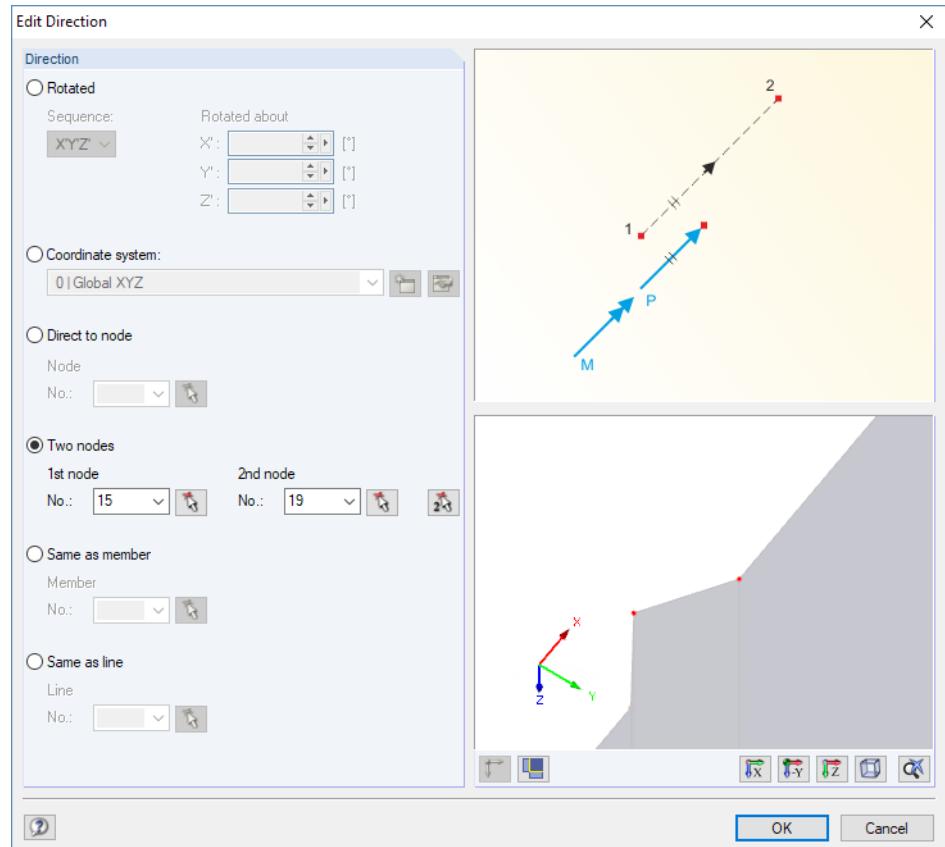 Edit Direction
Direction
Rotated
Sequence: Rotated about
X'Y'Z' X' : [°]
Y' : [°]
Z' : [°]
Coordinate system:
0 | Global XYZ
Direct to node
Node
No.:
Two nodes
1st node 2nd node
No.: 15 No.: 19 2
Same as member
Member
No.:
Same as line
Line
No.:
2
1
P
M
X
Y
Z
X -Y Z
OK Cancel